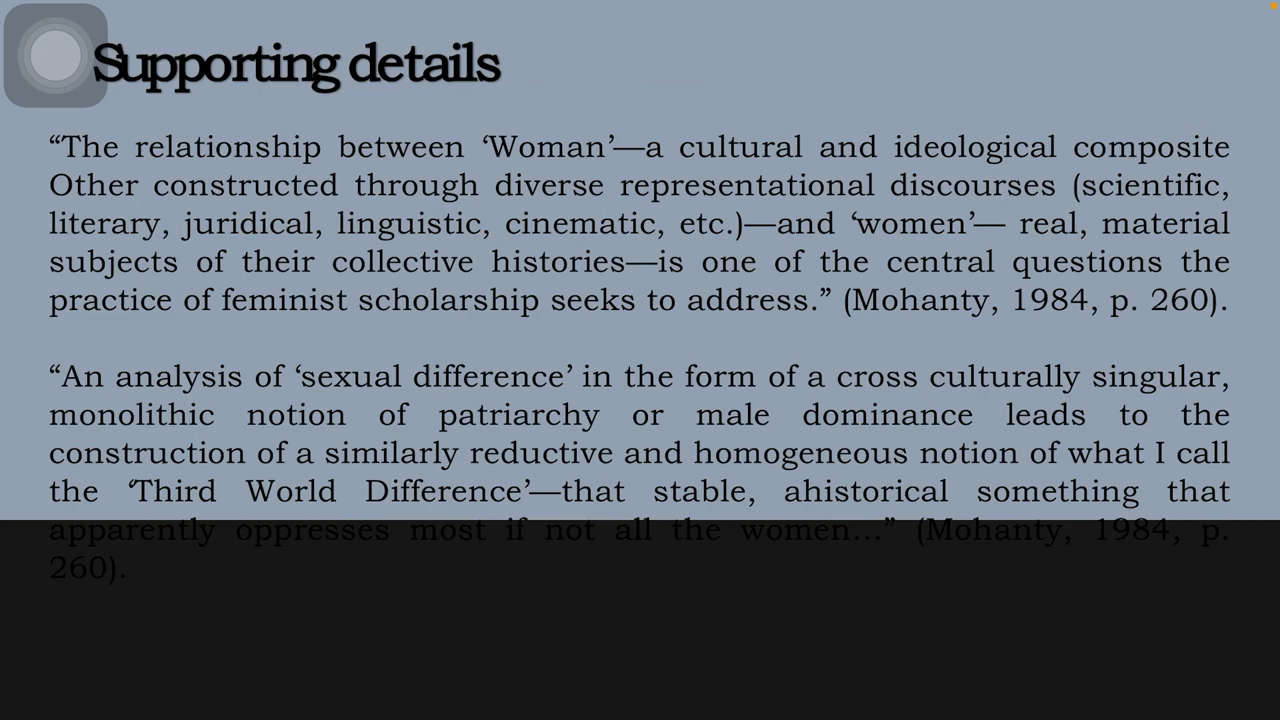 Supporting details
“The relationship between ‘Woman’—a cultural and ideological composite
Other constructed through diverse representational discourses (scientific,
literary, juridical, linguistic, cinematic, etc.)—and ‘women’— real, material
subjects of their collective histories—is one of the central questions the
practice of feminist scholarship seeks to address.” (Mohanty, 1984, p. 260).
“An analysis of ‘sexual difference’ in the form of a cross culturally singular,
monolithic notion of patriarchy or male dominance leads to the
construction of a similarly reductive and homogeneous notion of what I call
the ‘Third World Difference’—that stable, ahistorical something that
apparently oppresses most if not all the women…” (Mohanty, 1984, p.
260).